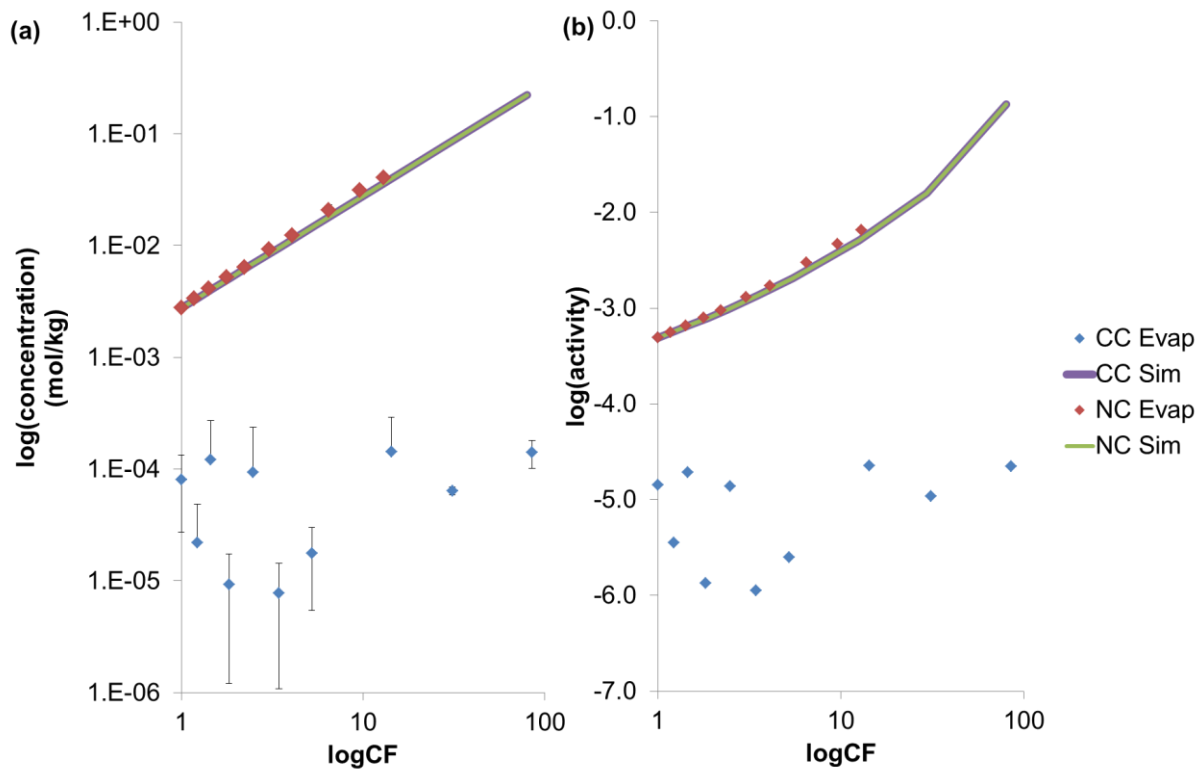 (a)
1.E+00
1.E-01
1.E-02
1.E-03
1.E-04
1.E-05
1.E-06
log(concentration)
(mol/kg)
1
10
100
logCF
(b)
0.0
-1.0
-2.0
-3.0
-4.0
-5.0
-6.0
-7.0
log(activity)
1
10
100
logCF
CC Evap
CC Sim
NC Evap
NC Sim